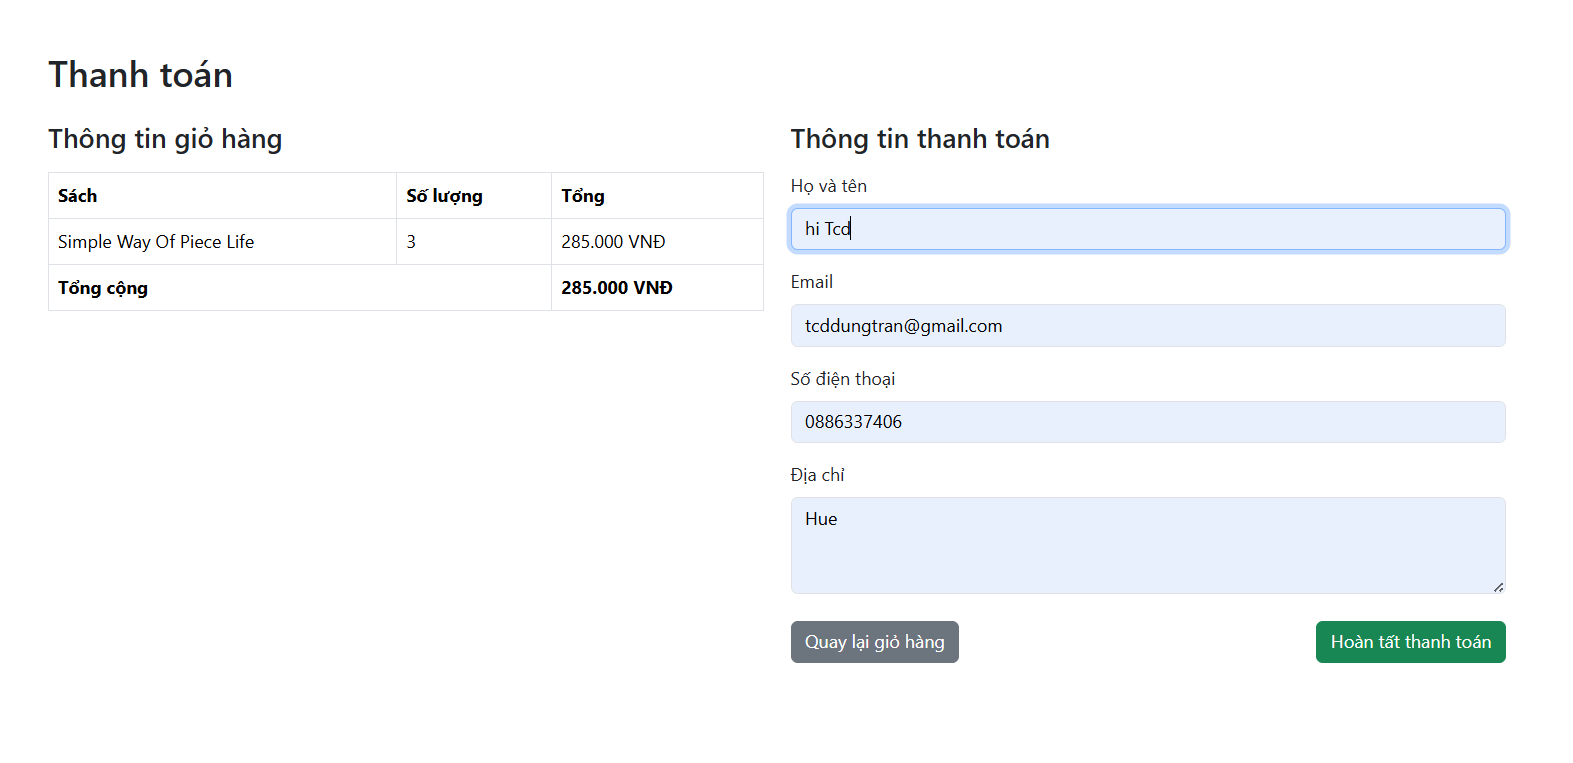 Thanh toán
Thông tin giỏ hàng
Sách Số lượng Tổng
Simple Way Of Piece Life 3 285.000 VNĐ
Tổng cộng 285.000 VNĐ
Thông tin thanh toán
Họ và tên
hi Tcd
Email
tcddungtran@gmail.com
Số điện thoại
0886337406
Địa chỉ
Hue
Quay lại giỏ hàng
Hoàn tất thanh toán